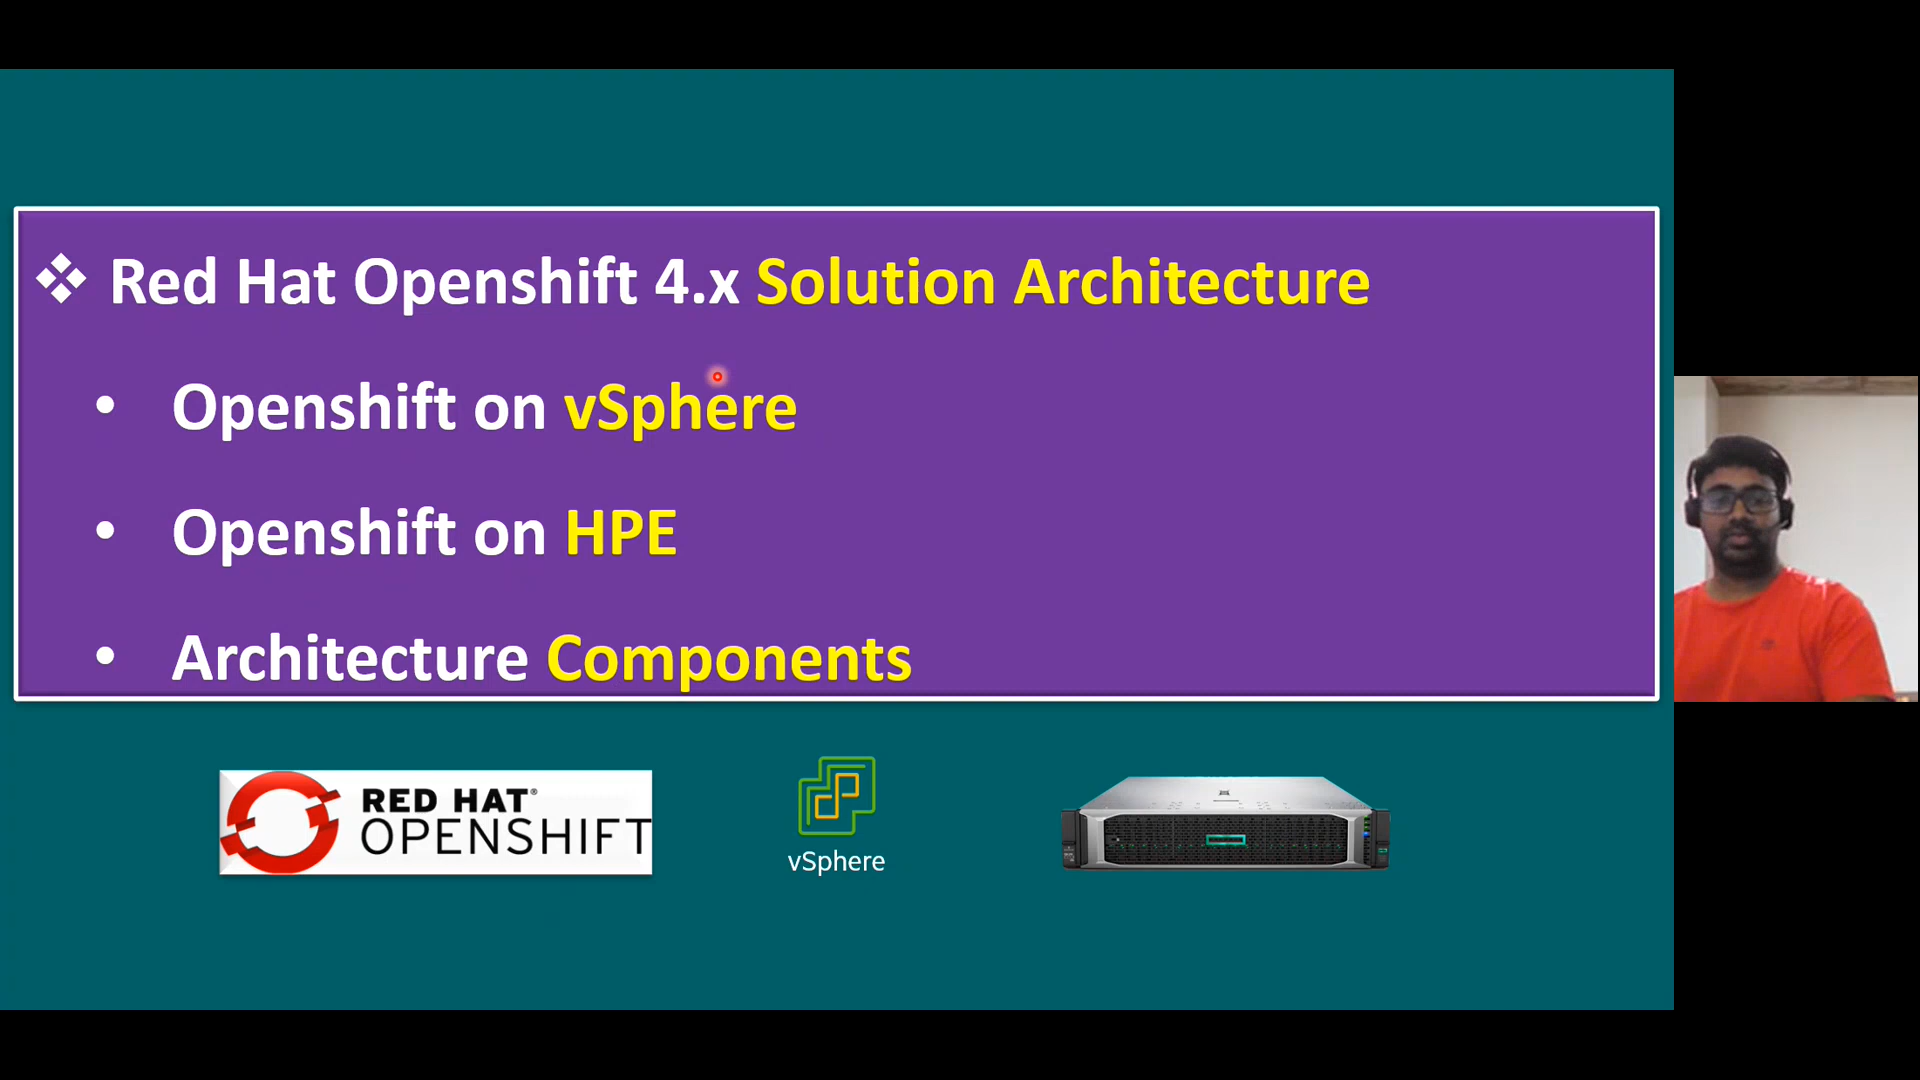 ❖ Red Hat Openshift 4.x Solution Architecture
• Openshift on vSphere
• Openshift on HPE
• Architecture Components
RED HAT®
OPENSHIFT
vSphere